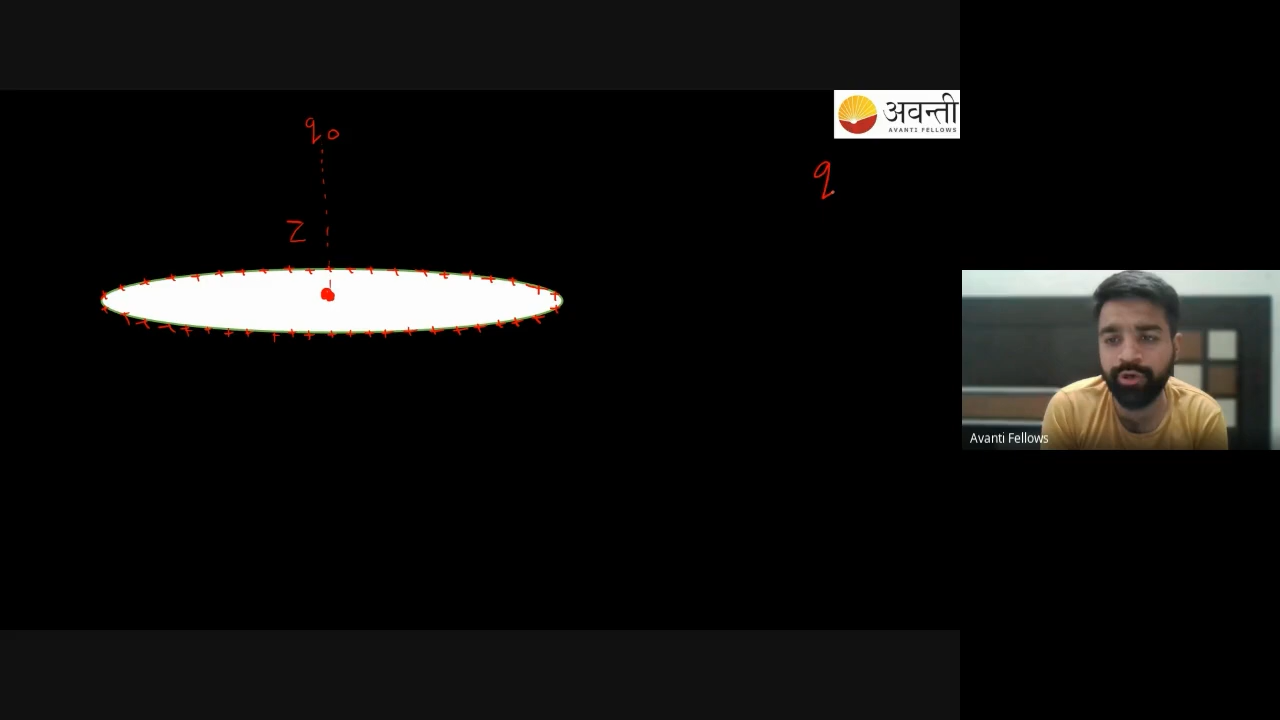 अवन्ती
AVANTI FELLOWS
q₀
q
Z
Avanti Fellows